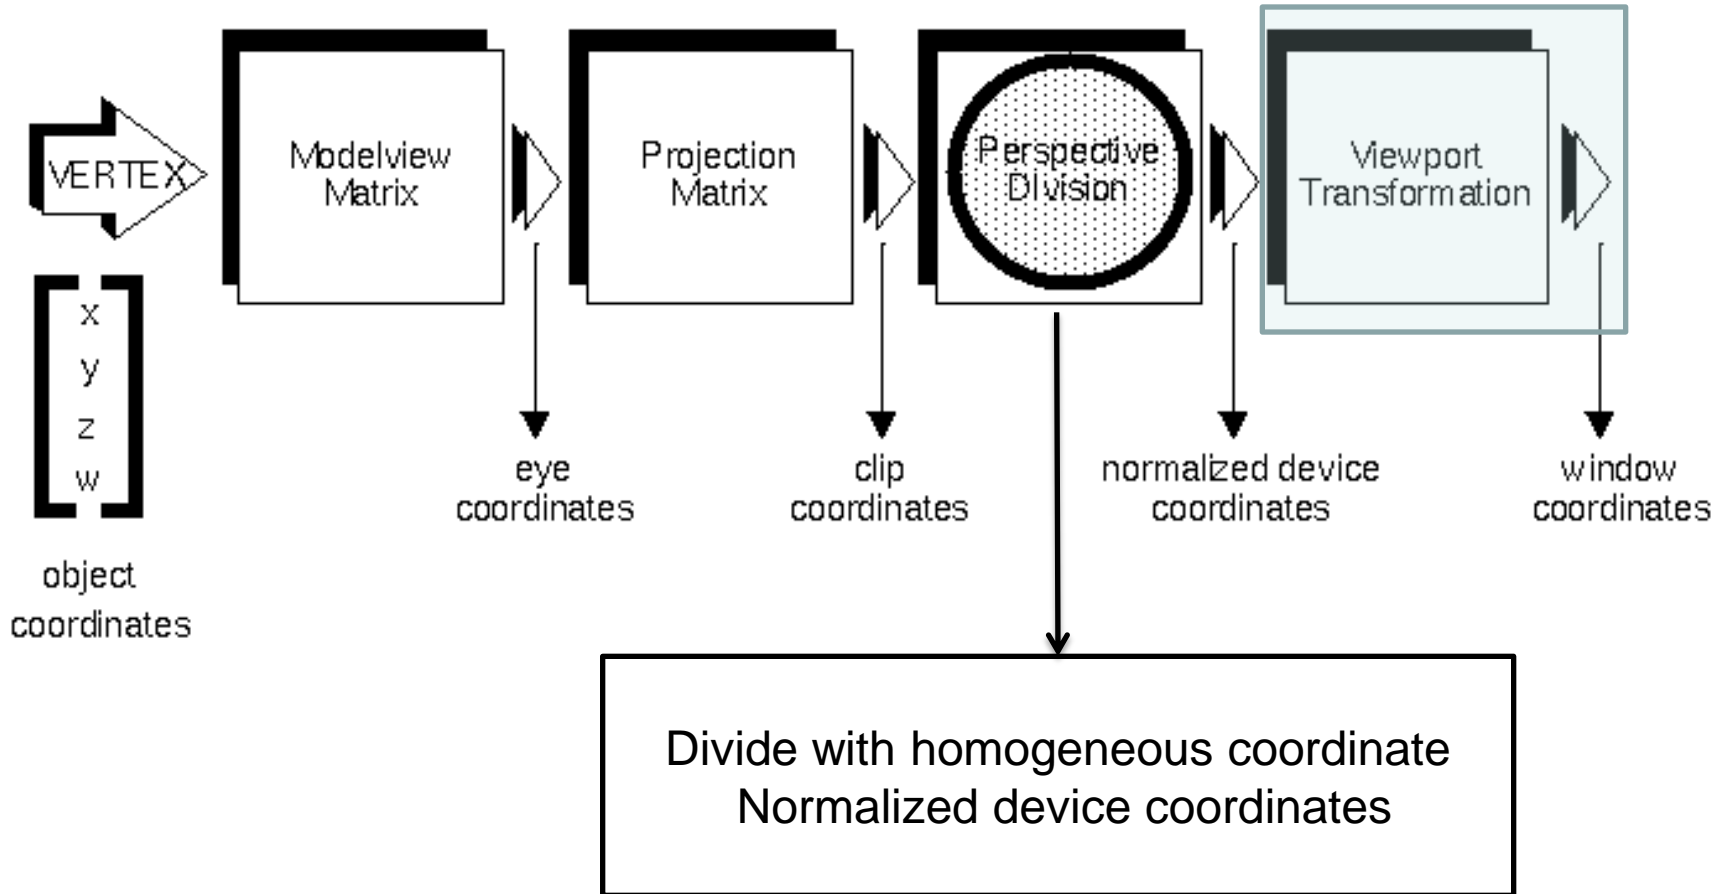 VERTEX
Modelview
Matrix
Projection
Matrix
Perspective
Division
Viewport
Transformation
x
y
z
w
object
coordinates
eye
coordinates
clip
coordinates
normalized device
coordinates
window
coordinates
Divide with homogeneous coordinate
Normalized device coordinates